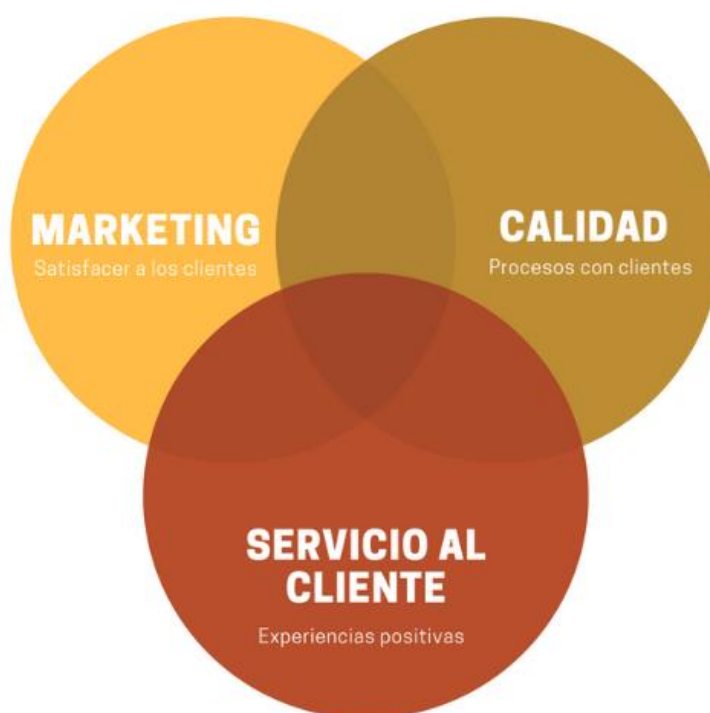 MARKETING
Satisfacer a los clientes
CALIDAD
Procesos con clientes
SERVICIO AL
CLIENTE
Experiencias positivas